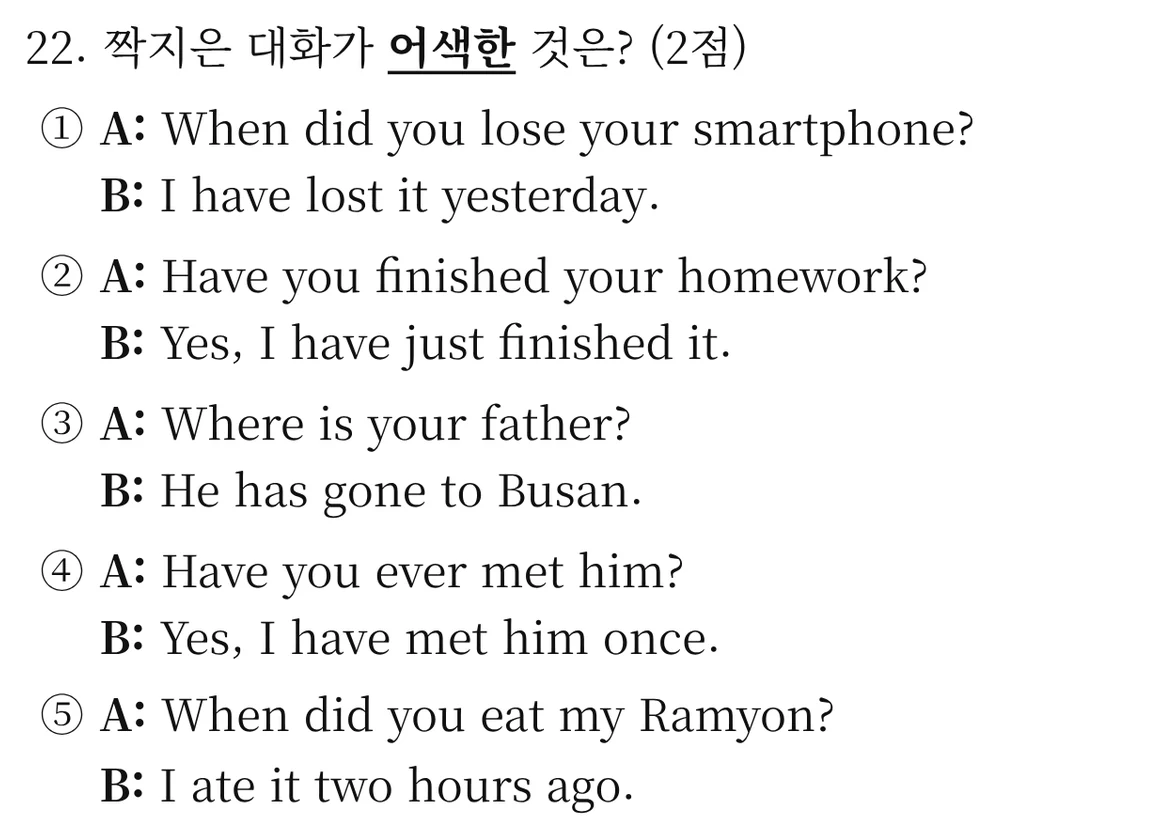 22. 짝지은 대화가 어색한 것은? (2점)
① A: When did you lose your smartphone?
B: I have lost it yesterday.
② A: Have you finished your homework?
B: Yes, I have just finished it.
③ A: Where is your father?
B: He has gone to Busan.
④ A: Have you ever met him?
B: Yes, I have met him once.
⑤ A: When did you eat my Ramyon?
B: I ate it two hours ago.